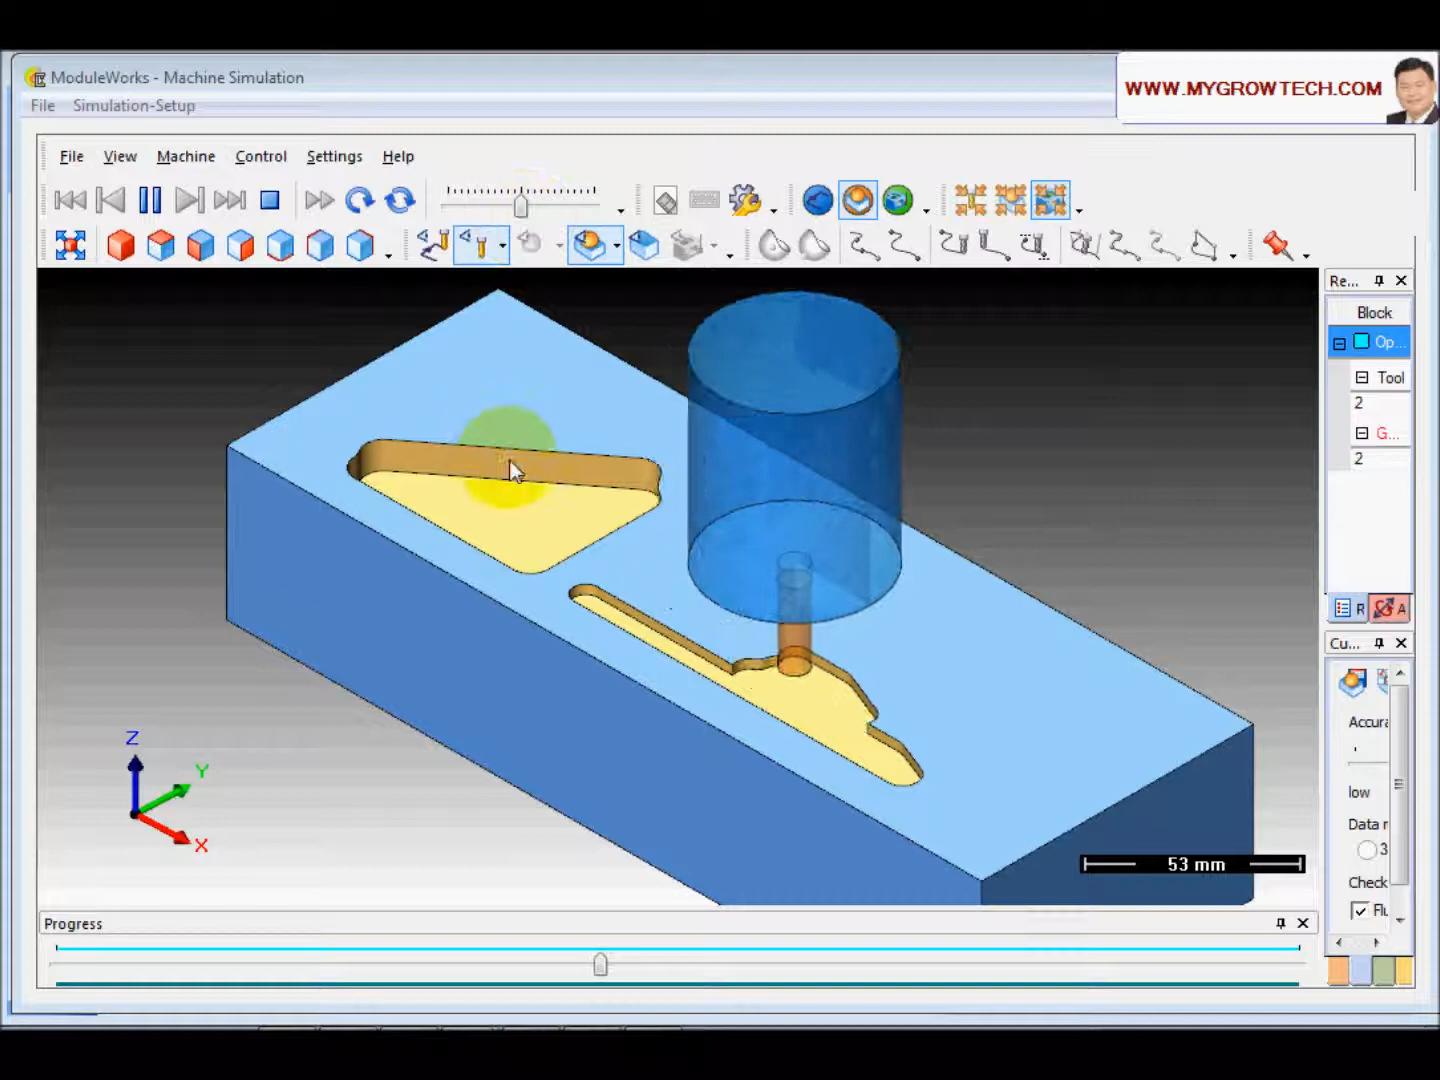 ModuleWorks - Machine Simulation
WWW.MYGROWTECH.COM
File Simulation-Setup
File View Machine Control Settings Help
Re...
Block
Op...
Tool
2
G...
2
R A
Cu...
Accura
low
Data r
3
Check
Flu
Z
Y
X
53 mm
Progress